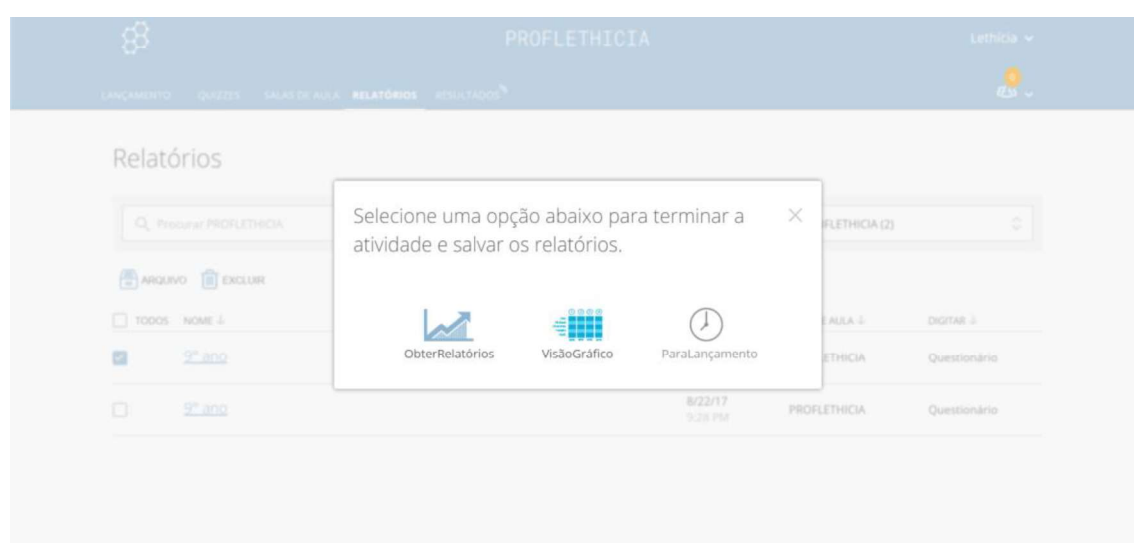 PROFLETHICIA
Lethicia
0
LANÇAMENTO QUIZZES SALAS DE AULA RELATÓRIOS RESULTADOS
Relatórios
Procurar PROFLETHICIA
FLETHICIA (2)
Selecione uma opção abaixo para terminar a
atividade e salvar os relatórios.
ARQUIVO EXCLUIR
TODOS NOME
E AULA DIGITAR
ObterRelatórios VisãoGráfico ParaLançamento
9º ano
ETHICIA Questionário
9º ano 8/22/17 PROFLETHICIA Questionário
9:28 PM